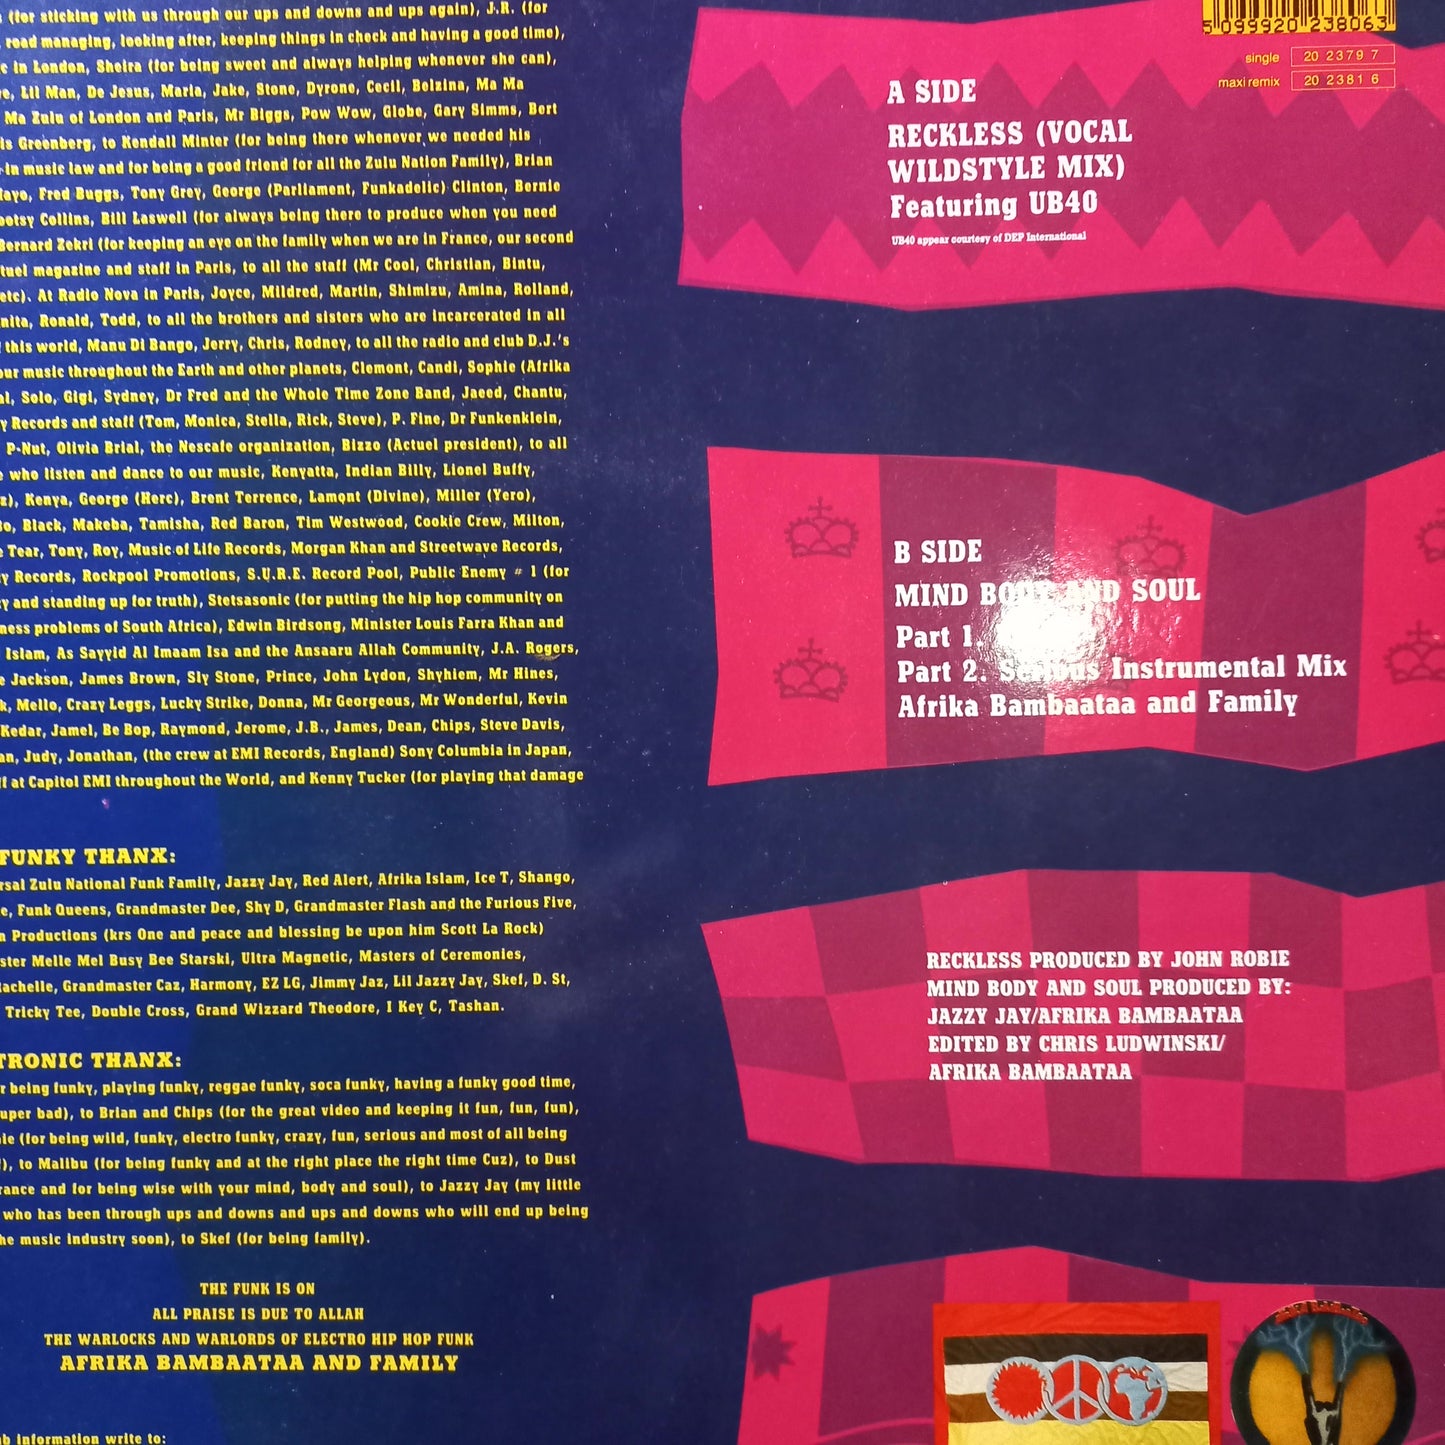 (for sticking with us through our ups and downs and ups again), J.R. (for
road managing, looking after, keeping things in check and having a good time),
in London, Sheira (for being sweet and always helping whenever she can),
Lil Man, De Jesus, Maria, Jake, Stone, Dyrone, Cecil, Belzina, Ma Ma
Ma Zulu of London and Paris, Mr Biggs, Pow Wow, Globe, Gary Simms, Bert
Greenberg, to Kendall Minter (for being there whenever we needed his
in music law and for being a good friend for all the Zulu Nation Family), Brian
Fred Buggs, Tony Grey, George (Parliament, Funkadelic) Clinton, Bernie
Collins, Bill Laswell (for always being there to produce when you need
Bernard Zekri (for keeping an eye on the family when we are in France, our second
magazine and staff in Paris, to all the staff (Mr Cool, Christian, Bintu,
etc). At Radio Nova in Paris, Joyce, Mildred, Martin, Shimizu, Amina, Rolland,
Ronald, Todd, to all the brothers and sisters who are incarcerated in all
this world, Manu Di Bango, Jerry, Chris, Rodney, to all the radio and club D.J.'s
our music throughout the Earth and other planets, Clemont, Candi, Sophie (Afrika
Solo, Gigi, Sydney, Dr Fred and the Whole Time Zone Band, Jaeed, Chantu,
Records and staff (Tom, Monica, Stella, Rick, Steve), P. Fine, Dr Funkenklein,
P-Nut, Olivia Brial, the Nescafe organization, Bizzo (Actuel president), to all
who listen and dance to our music, Kenyatta, Indian Billy, Lionel Buffy,
Kenya, George (Herc), Brent Terrence, Lamont (Divine), Miller (Yero),
Black, Makeba, Tamisha, Red Baron, Tim Westwood, Cookie Crew, Milton,
Tear, Tony, Roy, Music of Life Records, Morgan Khan and Streetwave Records,
Records, Rockpool Promotions, S.U.R.E. Record Pool, Public Enemy # 1 (for
and standing up for truth), Stetsasonic (for putting the hip hop community on
problems of South Africa), Edwin Birdsong, Minister Louis Farra Khan and
Islam, As Sayyid Al Imaam Isa and the Ansaaru Allah Community, J.A. Rogers,
Jackson, James Brown, Sly Stone, Prince, John Lydon, Shyhiem, Mr Hines,
Mello, Crazy Leggs, Lucky Strike, Donna, Mr Georgeous, Mr Wonderful, Kevin
Kedar, Jamel, Be Bop, Raymond, Jerome, J.B., James, Dean, Chips, Steve Davis,
Judy, Jonathan, (the crew at EMI Records, England) Sony Columbia in Japan,
at Capitol EMI throughout the World, and Kenny Tucker (for playing that damage
FUNKY THANX:
Zulu National Funk Family, Jazzy Jay, Red Alert, Afrika Islam, Ice T, Shango,
Funk Queens, Grandmaster Dee, Shy D, Grandmaster Flash and the Furious Five,
Productions (krs One and peace and blessing be upon him Scott La Rock)
Melle Mel Busy Bee Starski, Ultra Magnetic, Masters of Ceremonies,
Rachelle, Grandmaster Caz, Harmony, EZ LG, Jimmy Jaz, Lil Jazzy Jay, Skef, D. St,
Tricky Tee, Double Cross, Grand Wizzard Theodore, I Key C, Tashan.
TRONIC THANX:
being funky, playing funky, reggae funky, soca funky, having a funky good time,
super bad), to Brian and Chips (for the great video and keeping it fun, fun, fun),
(for being wild, funky, electro funky, crazy, fun, serious and most of all being
to Malibu (for being funky and at the right place the right time Cuz), to Dust
and for being wise with your mind, body and soul), to Jazzy Jay (my little
who has been through ups and downs and ups and downs who will end up being
the music industry soon), to Skef (for being family).
THE FUNK IS ON
ALL PRAISE IS DUE TO ALLAH
THE WARLOCKS AND WARLORDS OF ELECTRO HIP HOP FUNK
AFRIKA BAMBAATAA AND FAMILY
information write to:
5 099920 238063
single 20 2379 7
maxi remix 20 2381 6
A SIDE
RECKLESS (VOCAL
WILDSTYLE MIX)
Featuring UB40
UB40 appear courtesy of DEP International
B SIDE
MIND BODY AND SOUL
Part 1.
Part 2. Serious Instrumental Mix
Afrika Bambaataa and Family
RECKLESS PRODUCED BY JOHN ROBIE
MIND BODY AND SOUL PRODUCED BY:
JAZZY JAY/AFRIKA BAMBAATAA
EDITED BY CHRIS LUDWINSKI/
AFRIKA BAMBAATAA